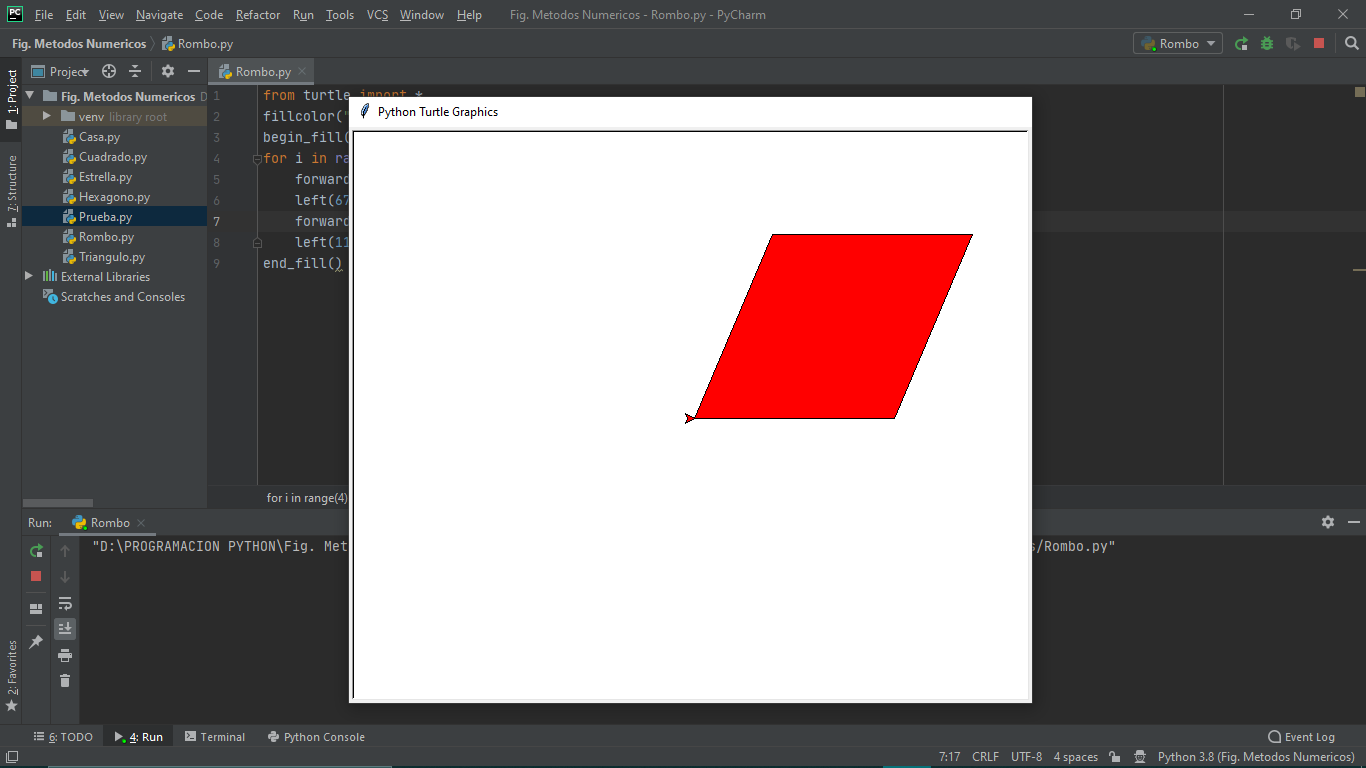 File Edit View Navigate Code Refactor Run Tools VCS Window Help Fig. Metodos Numericos - Rombo.py - PyCharm
Fig. Metodos Numericos Rombo.py Rombo
1: Project
Project
Rombo.py
Fig. Metodos Numericos
venv library root
Casa.py
Cuadrado.py
Estrella.py
Hexagono.py
Prueba.py
Rombo.py
Triangulo.py
External Libraries
Scratches and Consoles
7: Structure
1 from turtle import *
2 fillcolor("
3 begin_fill(
4 for i in ra
5 forward
6 left(67
7 forward
8 left(11
9 end_fill()
for i in range(4)
Python Turtle Graphics
Run: Rombo
"D:\PROGRAMACION PYTHON\Fig. Met
s/Rombo.py"
2: Favorites
6: TODO 4: Run Terminal Python Console Event Log
7:17 CRLF UTF-8 4 spaces Python 3.8 (Fig. Metodos Numericos)